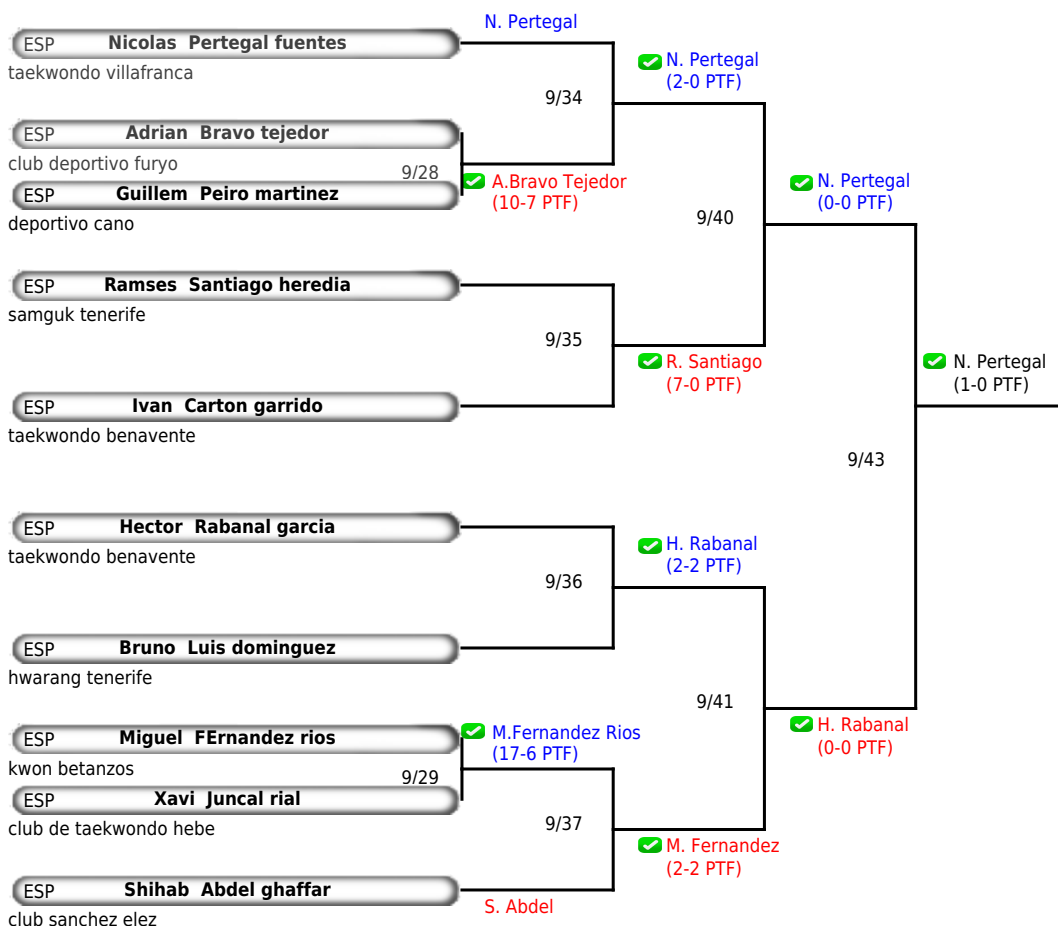 N. Pertegal
ESP Nicolas Pertegal fuentes
taekwondo villafranca
N. Pertegal
(2-0 PTF)
9/34
ESP Adrian Bravo tejedor
club deportivo furyo
9/28
A.Bravo Tejedor
(10-7 PTF)
ESP Guillem Peiro martinez
deportivo cano
N. Pertegal
(0-0 PTF)
9/40
ESP Ramses Santiago heredia
samguk tenerife
9/35
R. Santiago
(7-0 PTF)
N. Pertegal
(1-0 PTF)
ESP Ivan Carton garrido
taekwondo benavente
9/43
ESP Hector Rabanal garcia
taekwondo benavente
H. Rabanal
(2-2 PTF)
9/36
ESP Bruno Luis dominguez
hwarang tenerife
9/41
H. Rabanal
(0-0 PTF)
ESP Miguel FErnandez rios
kwon betanzos
M.Fernandez Rios
(17-6 PTF)
9/29
ESP Xavi Juncal rial
club de taekwondo hebe
9/37
M. Fernandez
(2-2 PTF)
ESP Shihab Abdel ghaffar
club sanchez elez
S. Abdel